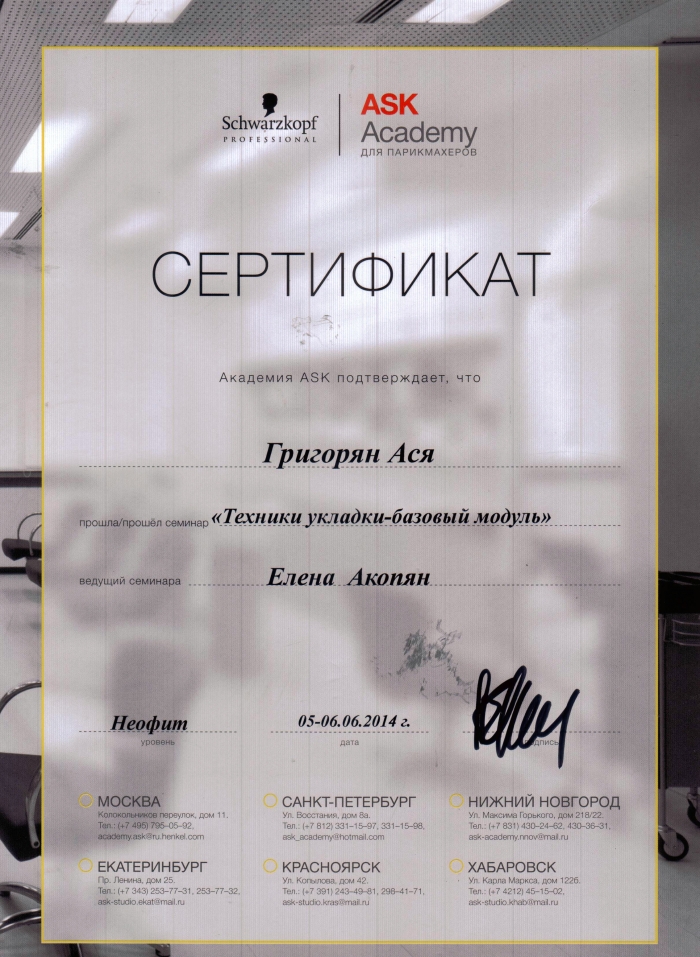 Schwarzkopf
PROFESSIONAL
ASK
Academy
ДЛЯ ПАРИКМАХЕРОВ
СЕРТИФИКАТ
Академия ASK подтверждает, что
Григорян Ася
прошла/прошёл семинар «Техники укладки-базовый модуль»
ведущий семинара Елена Акопян
Неофит
уровень
05-06.06.2014 г.
дата
МОСКВА
Колокольников переулок, дом 11.
Тел.: (+7 495) 795–05–92,
academy.ask@ru.henkel.com
САНКТ-ПЕТЕРБУРГ
Ул. Восстания, дом 8а.
Тел.: (+7 812) 331–15–97, 331–15–98,
ask_academy@hotmail.com
НИЖНИЙ НОВГОРОД
Ул. Максима Горького, дом 218/22.
Тел.: (+7 831) 430–24–62, 430–36–31,
ask-academy.nnov@mail.ru
ЕКАТЕРИНБУРГ
Пр. Ленина, дом 25.
Тел.: (+7 343) 253–77–31, 253–77–32,
ask-studio.ekat@mail.ru
КРАСНОЯРСК
Ул. Копылова, дом 42.
Тел.: (+7 391) 243–49–81, 298–41–71,
ask-studio.kras@mail.ru
ХАБАРОВСК
Ул. Карла Маркса, дом 122б.
Тел.: (+7 4212) 45–15–02,
ask-studio.khab@mail.ru